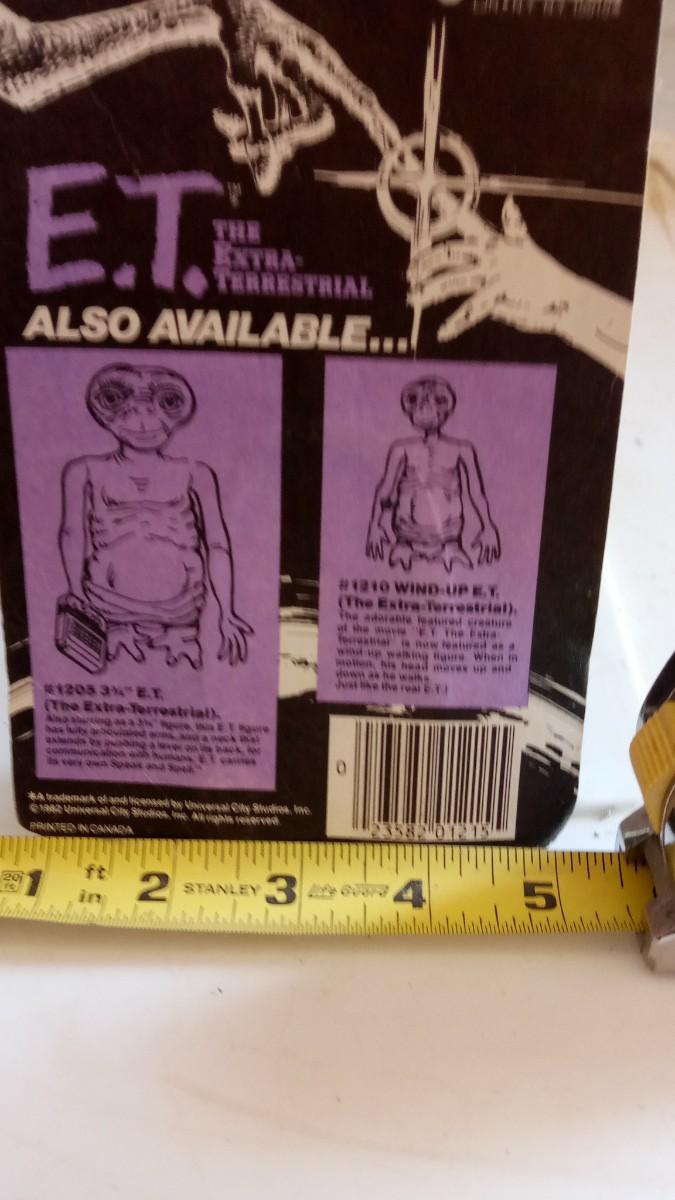 E.T.
THE
EXTRA-
TERRESTRIAL
ALSO AVAILABLE...
#1205 3¾" E.T.
(The Extra-Terrestrial).
Also starring as a 3¾" figure, this E.T. figure
has fully articulated arms, and a neck that
extends by pushing a lever on its back, for
communication with humans. E.T. carries
its very own Speak and Spell.™
#1210 WIND-UP E.T.
(The Extra-Terrestrial).
The adorable featured creature
of the movie "E.T. The Extra-
Terrestrial" is now featured as a
wind-up walking figure. When in
motion, his head moves up and
down as he walks.
Just like the real E.T.!
*A trademark of and licensed by Universal City Studios, Inc.
©1982 Universal City Studios, Inc. All rights reserved.
PRINTED IN CANADA
0
23582 01215
1 ft in 2 STANLEY 3 life Guard 4 5